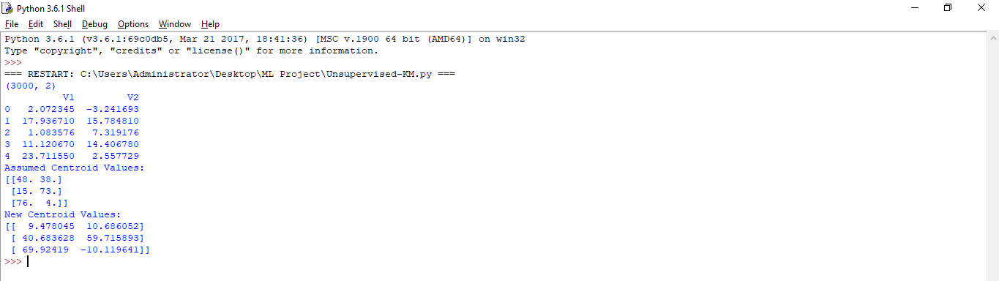 Python 3.6.1 Shell
File Edit Shell Debug Options Window Help
Python 3.6.1 (v3.6.1:69c0db5, Mar 21 2017, 18:41:36) [MSC v.1900 64 bit (AMD64)] on win32
Type "copyright", "credits" or "license()" for more information.
>>>
=== RESTART: C:\Users\Administrator\Desktop\ML Project\Unsupervised-KM.py ===
(3000, 2)
          V1         V2
0   2.072345  -3.241693
1  17.936710  15.784810
2   1.083576   7.319176
3  11.120670  14.406780
4  23.711550   2.557729
Assumed Centroid Values:
[[48. 38.]
 [15. 73.]
 [76.  4.]]
New Centroid Values:
[[  9.478045  10.686052]
 [ 40.683628  59.715893]
 [ 69.92419  -10.119641]]
>>>